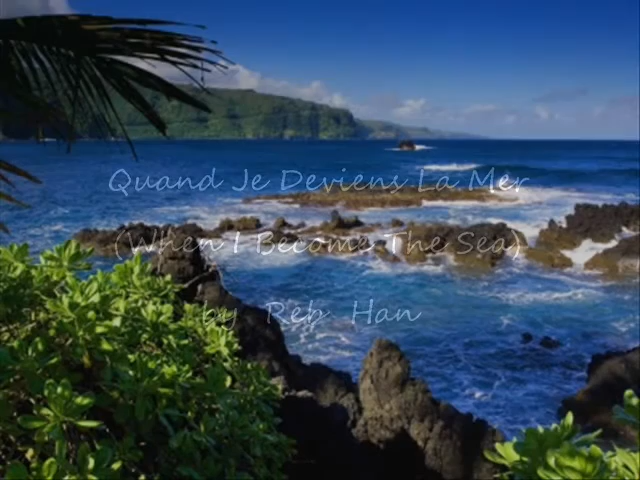 Quand Je Deviens La Mer
(When I Become The Sea)
by Reb Han